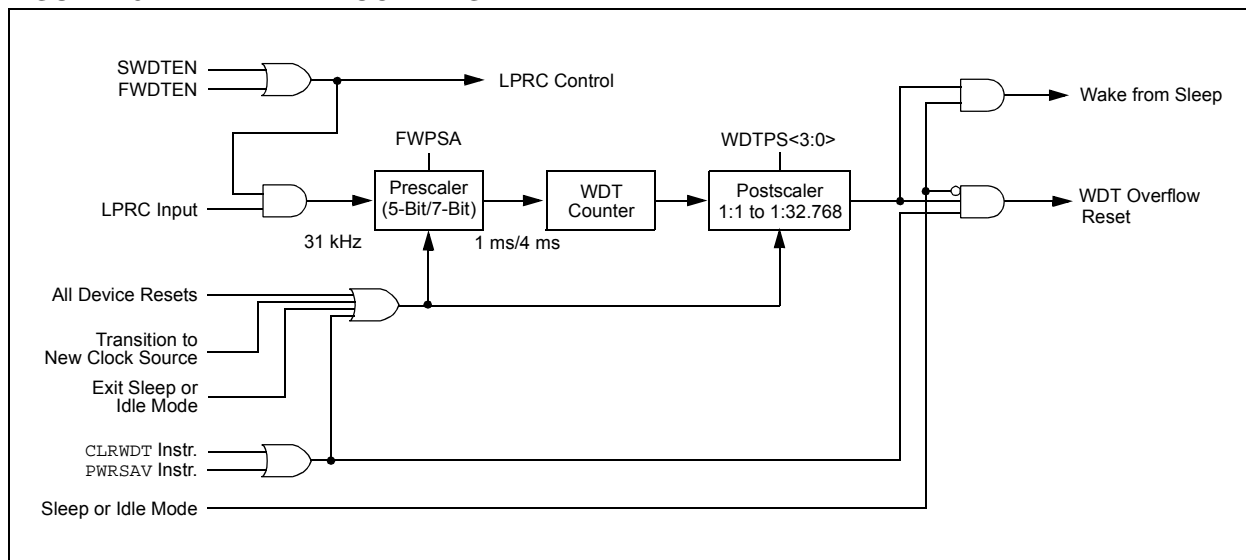 SWDTEN
FWDTEN
LPRC Control
Wake from Sleep
FWPSA
WDTPS<3:0>
Prescaler
(5-Bit/7-Bit)
WDT
Counter
Postscaler
1:1 to 1:32.768
LPRC Input
WDT Overflow
Reset
31 kHz
1 ms/4 ms
All Device Resets
Transition to
New Clock Source
Exit Sleep or
Idle Mode
CLRWDT Instr.
PWRSAV Instr.
Sleep or Idle Mode